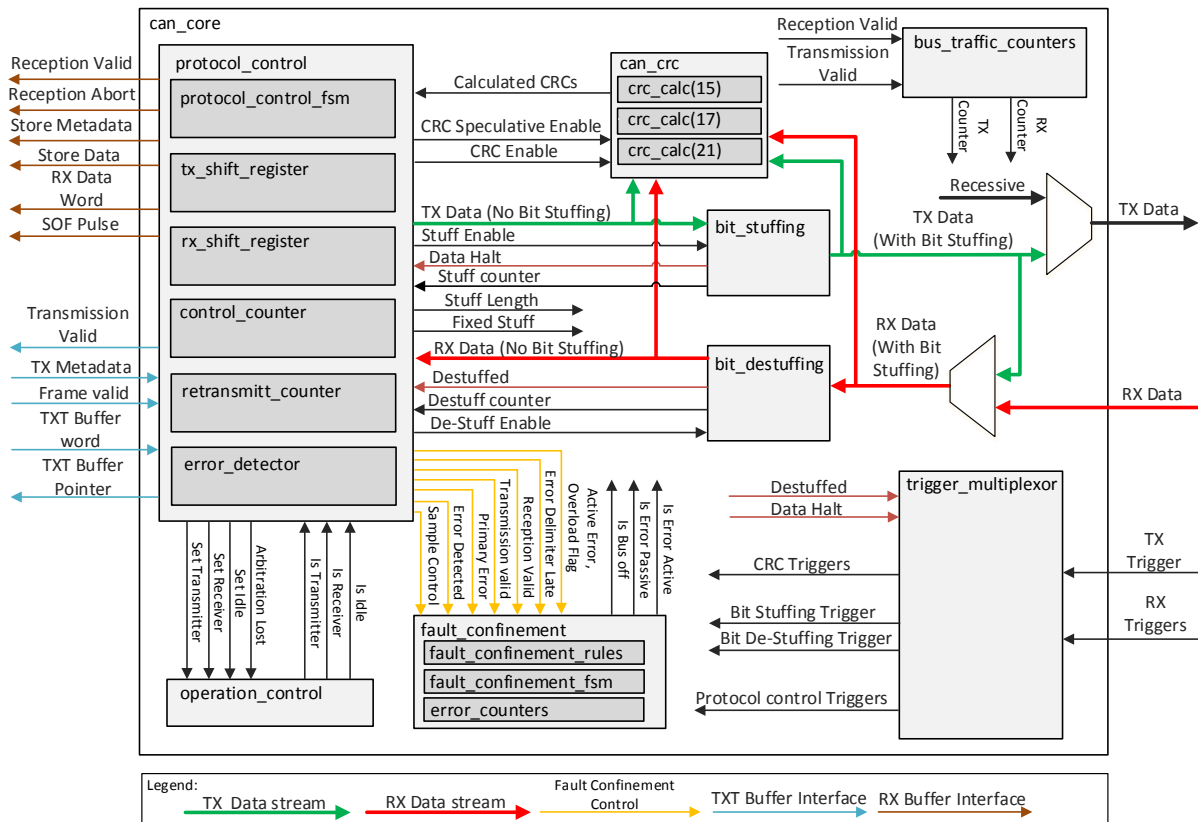 can_core
Reception Valid
Reception Abort
Store Metadata
Store Data
RX Data
Word
SOF Pulse
Transmission
Valid
TX Metadata
Frame valid
TXT Buffer
word
TXT Buffer
Pointer
protocol_control
protocol_control_fsm
tx_shift_register
rx_shift_register
control_counter
retransmitt_counter
error_detector
Calculated CRCs
CRC Speculative Enable
CRC Enable
can_crc
crc_calc(15)
crc_calc(17)
crc_calc(21)
Reception Valid
Transmission
Valid
bus_traffic_counters
TX
Counter
RX
Counter
Recessive
TX Data
(With Bit Stuffing)
TX Data
TX Data (No Bit Stuffing)
Stuff Enable
Data Halt
Stuff counter
bit_stuffing
Stuff Length
Fixed Stuff
RX Data (No Bit Stuffing)
Destuffed
Destuff counter
De-Stuff Enable
bit_destuffing
RX Data
(With Bit
Stuffing)
RX Data
Set Transmitter
Set Receiver
Set Idle
Arbitration Lost
Is Transmitter
Is Receiver
Is Idle
operation_control
Sample Control
Error Detected
Primary Error
Transmission valid
Reception Valid
Error Delimiter Late
Overload Flag
Active Error,
Is Bus off
Is Error Passive
Is Error Active
fault_confinement
fault_confinement_rules
fault_confinement_fsm
error_counters
trigger_multiplexor
Destuffed
Data Halt
CRC Triggers
Bit Stuffing Trigger
Bit De-Stuffing Trigger
Protocol control Triggers
TX
Trigger
RX
Triggers
Legend:
TX Data stream
RX Data stream
Fault Confinement
Control
TXT Buffer Interface
RX Buffer Interface